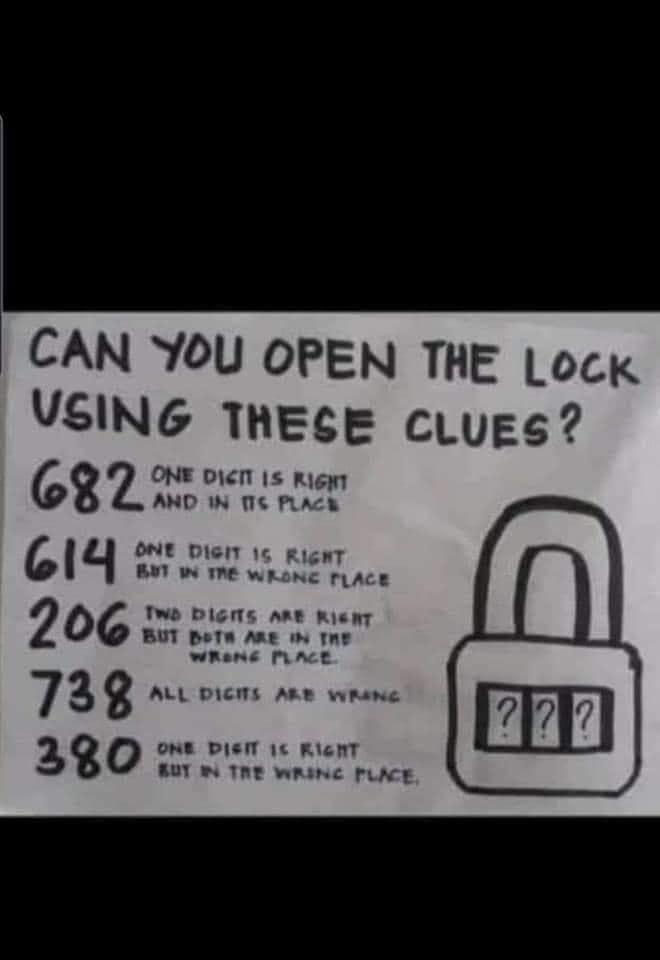 CAN YOU OPEN THE LOCK
USING THESE CLUES?
682 ONE DIGIT IS RIGHT
AND IN ITS PLACE
614 ONE DIGIT IS RIGHT
BUT IN THE WRONG PLACE
206 TWO DIGITS ARE RIGHT
BUT BOTH ARE IN THE
WRONG PLACE.
738 ALL DIGITS ARE WRONG
380 ONE DIGIT IS RIGHT
BUT IN THE WRONG PLACE.
? ? ?